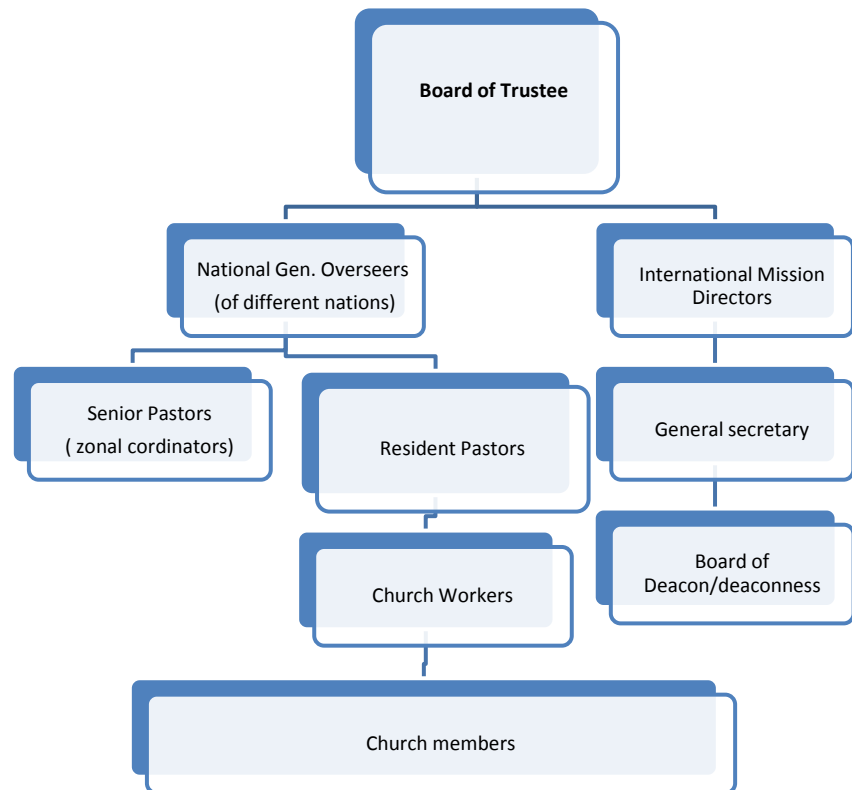 Board of Trustee
National Gen. Overseers
(of different nations)
International Mission
Directors
Senior Pastors
( zonal cordinators)
Resident Pastors
General secretary
Church Workers
Board of
Deacon/deaconness
Church members